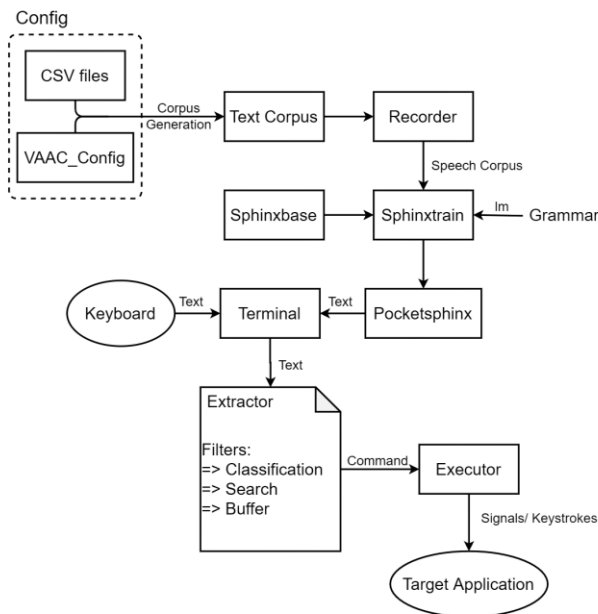 Config
CSV files
VAAC_Config
Corpus
Generation
Text Corpus
Recorder
Speech Corpus
Sphinxbase
Sphinxtrain
lm
Grammar
Keyboard
Text
Terminal
Text
Pocketsphinx
Text
Extractor
Filters:
=> Classification
=> Search
=> Buffer
Command
Executor
Signals/ Keystrokes
Target Application